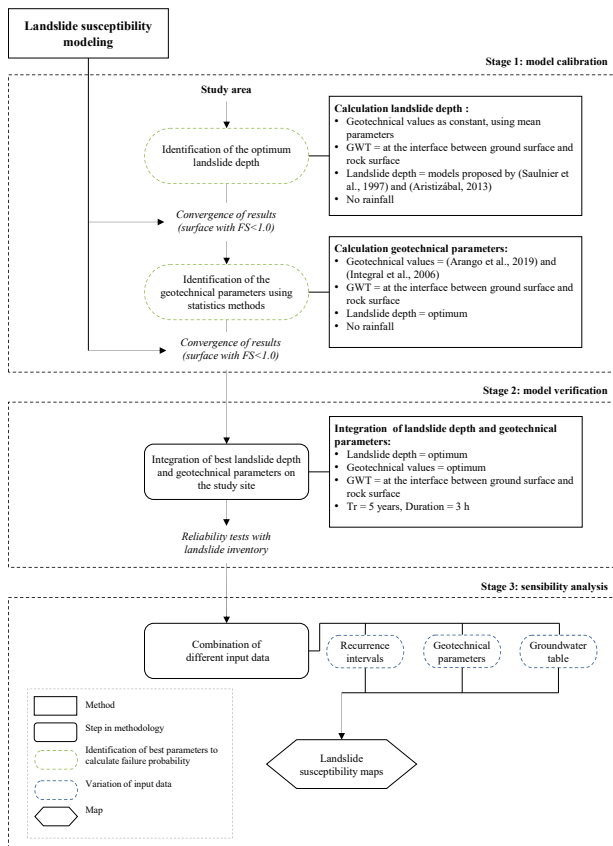 Landslide susceptibility
modeling
Stage 1: model calibration
Study area
Identification of the optimum
landslide depth
Calculation landslide depth :
• Geotechnical values as constant, using mean
parameters
• GWT = at the interface between ground surface and
rock surface
• Landslide depth = models proposed by (Saulnier
et al., 1997) and (Aristizábal, 2013)
• No rainfall
Convergence of results
(surface with FS<1.0)
Identification of the
geotechnical parameters using
statistics methods
Calculation geotechnical parameters:
• Geotechnical values = (Arango et al., 2019) and
(Integral et al., 2006)
• GWT = at the interface between ground surface and
rock surface
• Landslide depth = optimum
• No rainfall
Convergence of results
(surface with FS<1.0)
Stage 2: model verification
Integration of best landslide depth
and geotechnical parameters on
the study site
Integration of landslide depth and geotechnical
parameters:
• Landslide depth = optimum
• Geotechnical values = optimum
• GWT = at the interface between ground surface and
rock surface
• Tr = 5 years, Duration = 3 h
Reliability tests with
landslide inventory
Stage 3: sensibility analysis
Combination of
different input data
Recurrence
intervals
Geotechnical
parameters
Groundwater
table
Landslide
susceptibility maps
Method
Step in methodology
Identification of best parameters to
calculate failure probability
Variation of input data
Map